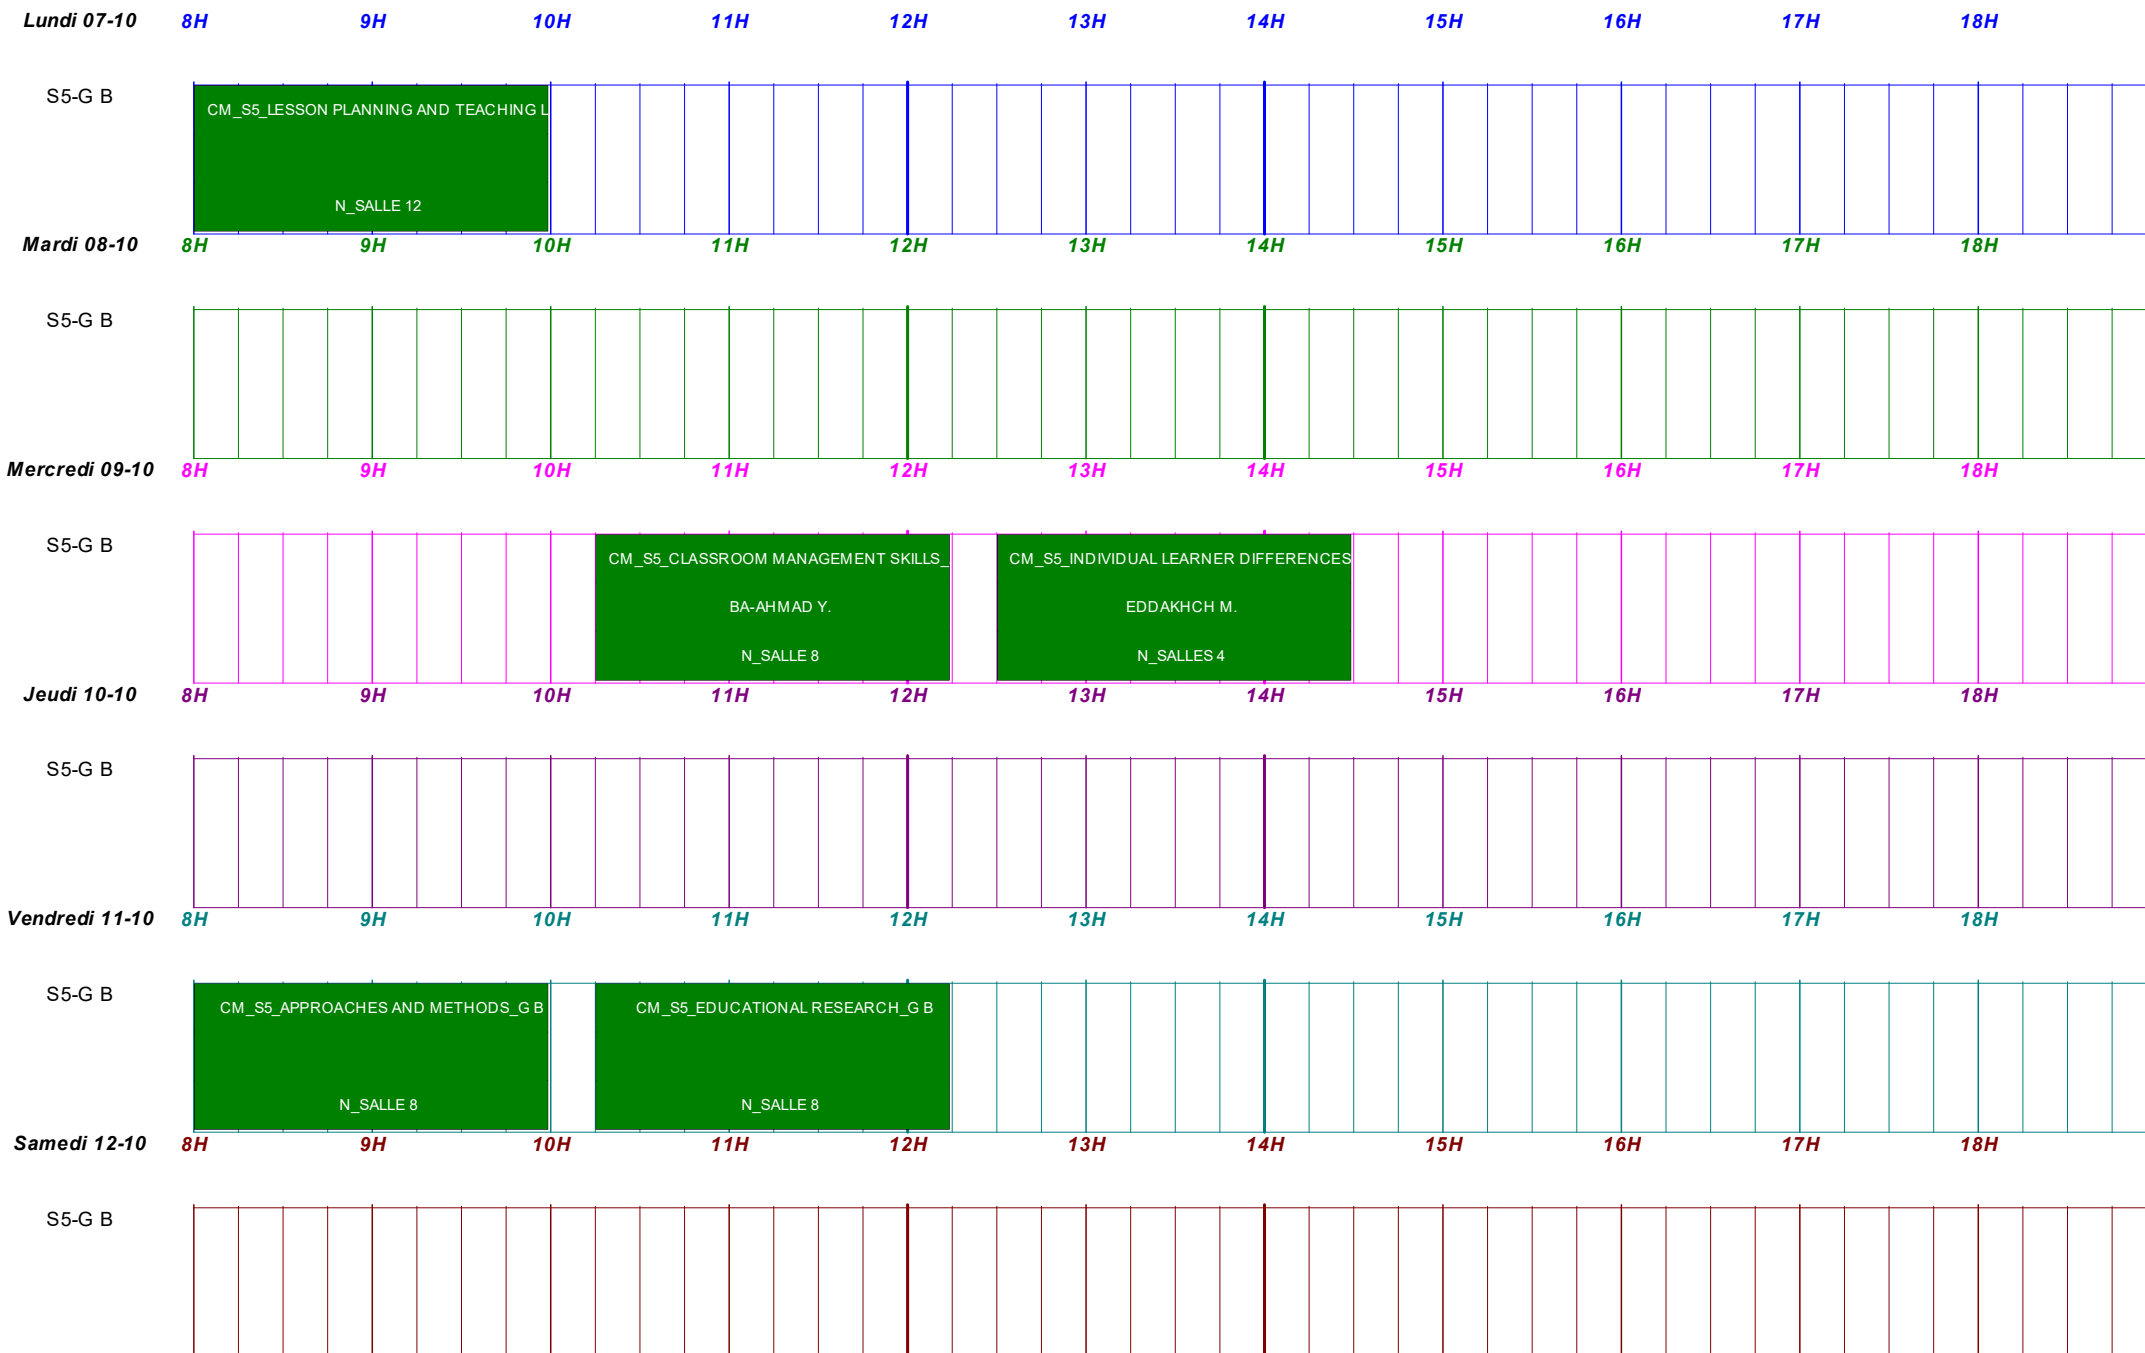 Lundi 07-10 8H 9H 10H 11H 12H 13H 14H 15H 16H 17H 18H
S5-G B
CM_S5_LESSON PLANNING AND TEACHING L
N_SALLE 12
Mardi 08-10 8H 9H 10H 11H 12H 13H 14H 15H 16H 17H 18H
S5-G B
Mercredi 09-10 8H 9H 10H 11H 12H 13H 14H 15H 16H 17H 18H
S5-G B
CM_S5_CLASSROOM MANAGEMENT SKILLS_ CM_S5_INDIVIDUAL LEARNER DIFFERENCES
BA-AHMAD Y. EDDAKHCH M.
N_SALLE 8 N_SALLES 4
Jeudi 10-10 8H 9H 10H 11H 12H 13H 14H 15H 16H 17H 18H
S5-G B
Vendredi 11-10 8H 9H 10H 11H 12H 13H 14H 15H 16H 17H 18H
S5-G B
CM_S5_APPROACHES AND METHODS_G B CM_S5_EDUCATIONAL RESEARCH_G B
N_SALLE 8 N_SALLE 8
Samedi 12-10 8H 9H 10H 11H 12H 13H 14H 15H 16H 17H 18H
S5-G B